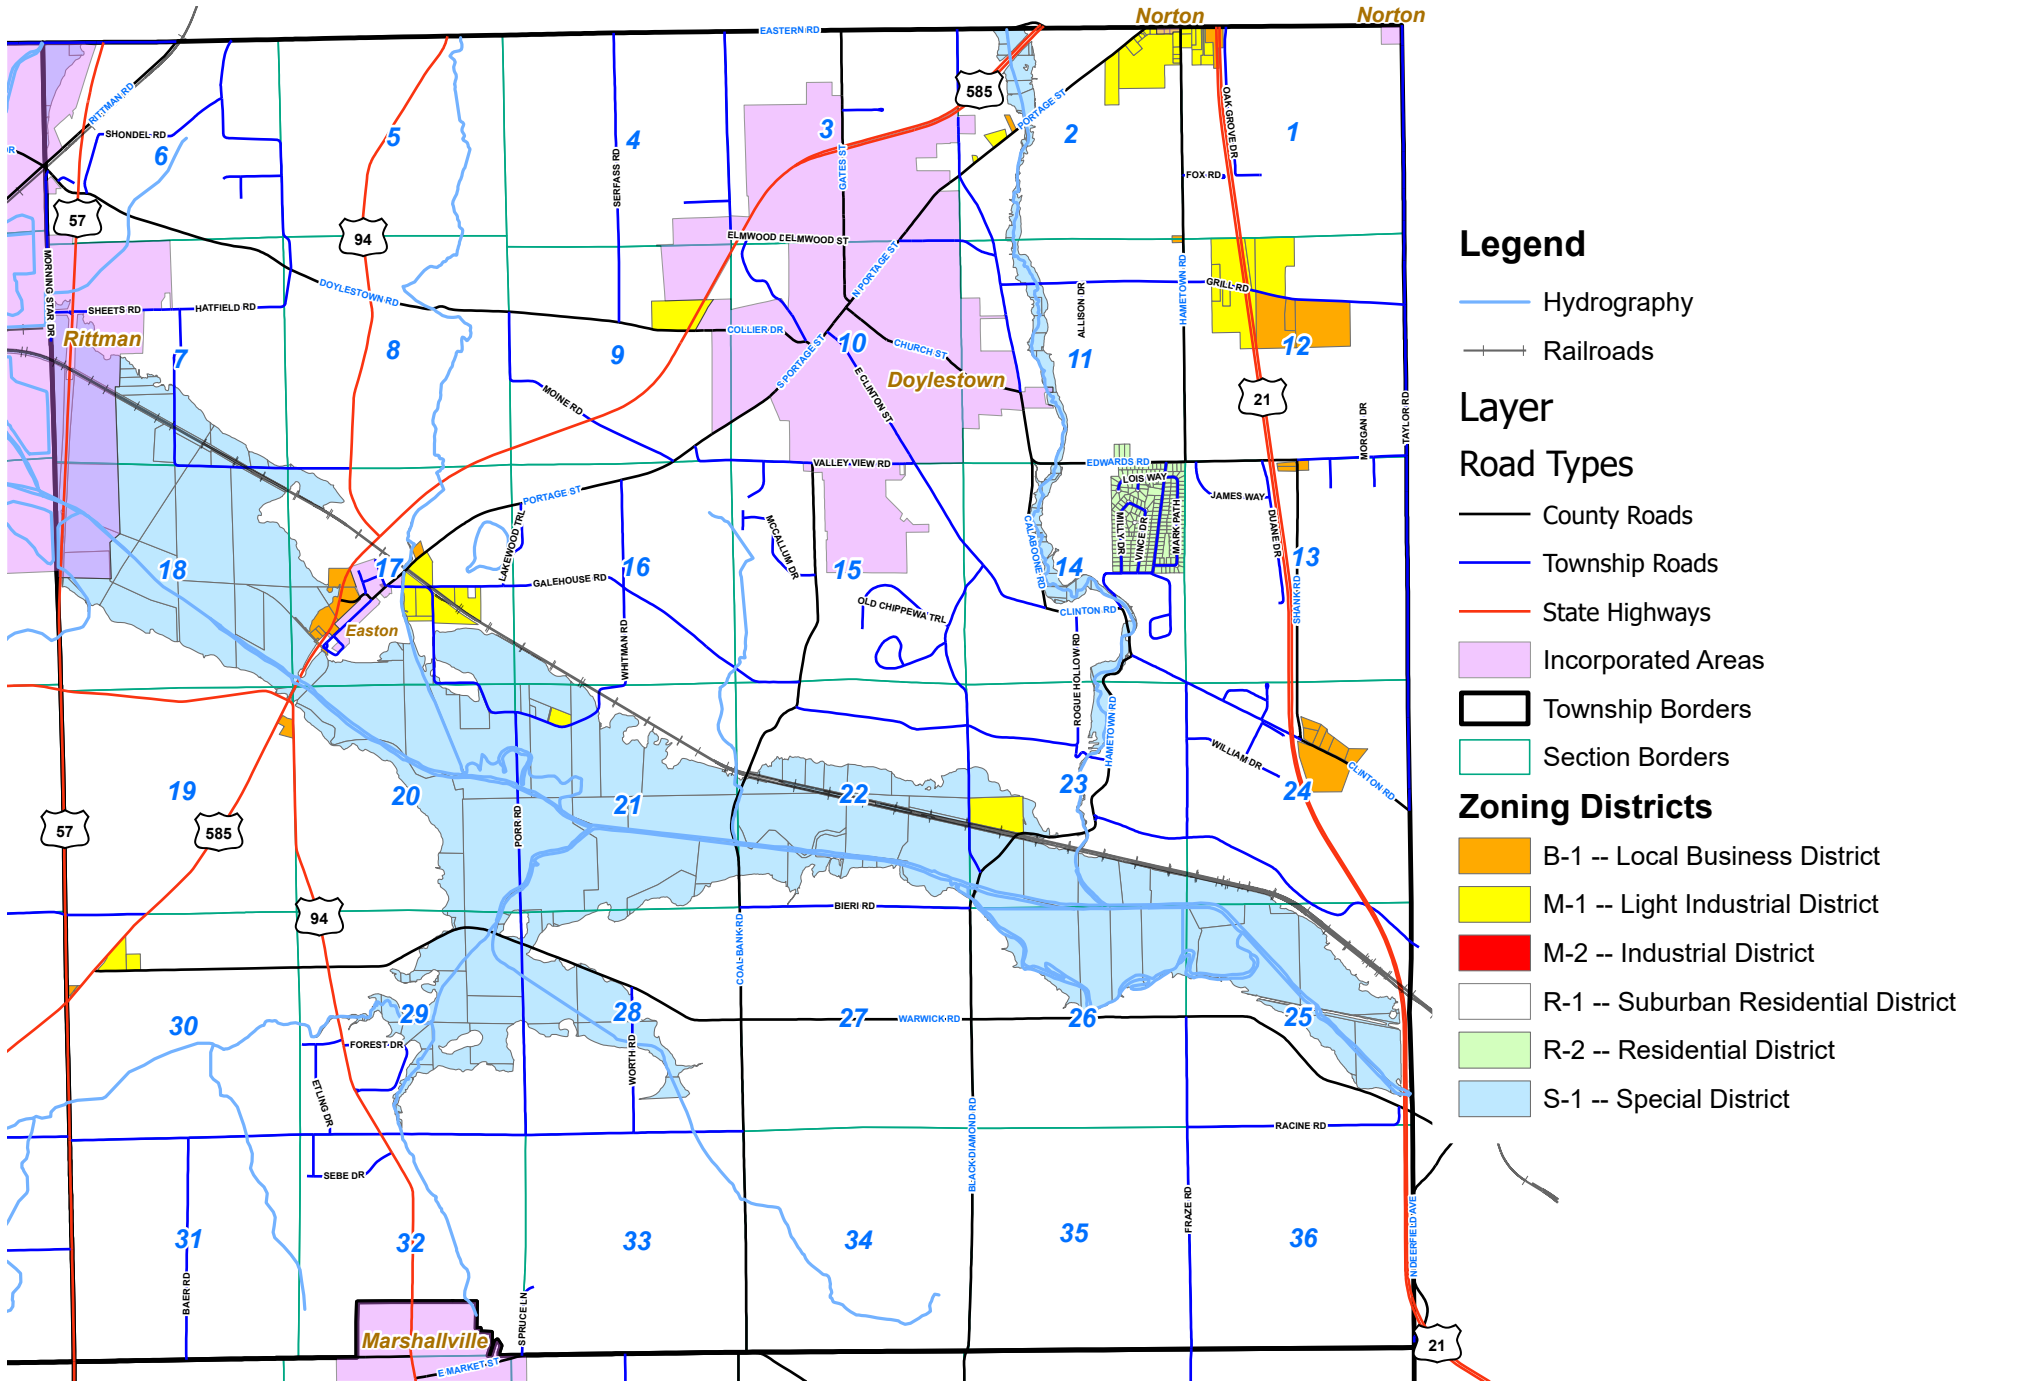 Norton
Norton
EASTERN RD
585
RITTMAN RD
PORTAGE ST
OAK GROVE DR
SHONDEL RD
6
5
4
3
2
1
DR
SERFASS RD
GATES ST
FOX RD
57
94
ELMWOOD
ELMWOOD ST
N PORTAGE ST
MORNING STAR DR
DOYLESTOWN RD
HAMETOWN RD
GRILL RD
ALLISON DR
SHEETS RD
HATFIELD RD
COLLIER DR
Rittman
7
8
9
10
11
12
S PORTAGE ST
CHURCH ST
Doylestown
E CLINTON ST
MOINE RD
21
MORGAN DR
TAYLOR RD
VALLEY VIEW RD
EDWARDS RD
LOIS WAY
JAMES WAY
PORTAGE ST
LAKEWOOD TRL
MCCALLUM DR
CALABOONE RD
MILLY DR
VINCE DR
MARK PATH
DUANE DR
18
17
16
15
14
13
GALEHOUSE RD
OLD CHIPPEWA TRL
CLINTON RD
SHANK RD
Easton
WHITMAN RD
ROGUE HOLLOW RD
HAMETOWN RD
WILLIAM DR
CLINTON RD
19
20
21
22
23
24
57
585
PORR RD
94
BIERI RD
COAL BANK RD
30
29
28
27
WARWICK RD
26
25
FOREST DR
WORTH RD
ETLING DR
BLACK DIAMOND RD
RACINE RD
SEBE DR
FRAZE RD
N DEERFIELD AVE
31
32
33
34
35
36
BAER RD
SPRUCE LN
Marshallville
E MARKET ST
21
Legend
Hydrography
Railroads
Layer
Road Types
County Roads
Township Roads
State Highways
Incorporated Areas
Township Borders
Section Borders
Zoning Districts
B-1 -- Local Business District
M-1 -- Light Industrial District
M-2 -- Industrial District
R-1 -- Suburban Residential District
R-2 -- Residential District
S-1 -- Special District